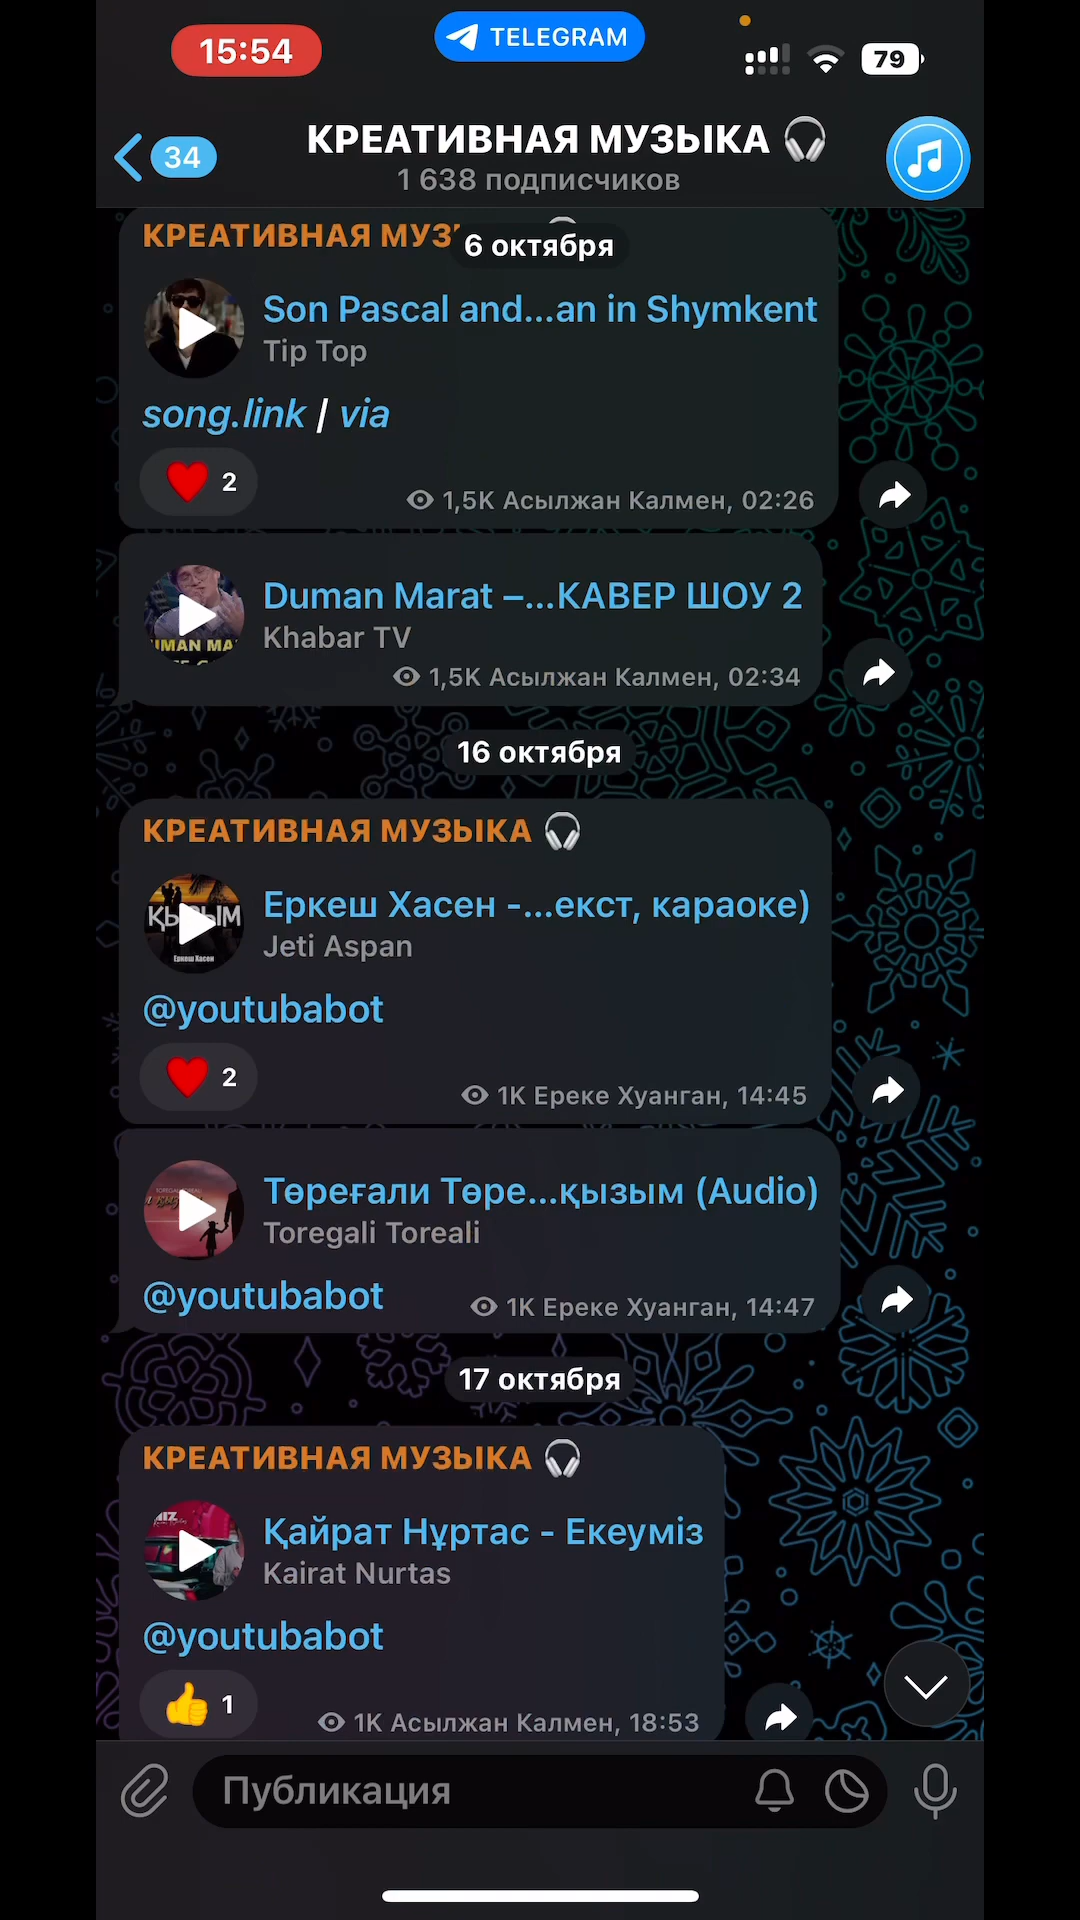 15:54
TELEGRAM
79
34
КРЕАТИВНАЯ МУЗЫКА 🎧
1 638 подписчиков
6 октября
Son Pascal and...an in Shymkent
Tip Top
song.link / via
2
1,5K Асылжан Калмен, 02:26
Duman Marat –...КАВЕР ШОУ 2
Khabar TV
1,5K Асылжан Калмен, 02:34
16 октября
КРЕАТИВНАЯ МУЗЫКА 🎧
Еркеш Хасен -...екст, караоке)
Jeti Aspan
@youtubabot
2
1K Ереке Хуанган, 14:45
Төреғали Төре...қызым (Audio)
Toregali Toreali
@youtubabot
1K Ереке Хуанган, 14:47
17 октября
КРЕАТИВНАЯ МУЗЫКА 🎧
Қайрат Нұртас - Екеуміз
Kairat Nurtas
@youtubabot
1
1K Асылжан Калмен, 18:53
Публикация